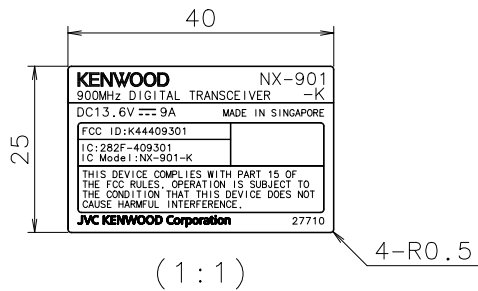 40
25
KENWOOD NX-901
900MHz DIGITAL TRANSCEIVER -K
DC13.6V ⎓ 9A MADE IN SINGAPORE
FCC ID:K44409301
IC:282F-409301
IC Model:NX-901-K
THIS DEVICE COMPLIES WITH PART 15 OF
THE FCC RULES. OPERATION IS SUBJECT TO
THE CONDITION THAT THIS DEVICE DOES NOT
CAUSE HARMFUL INTERFERENCE.
JVC KENWOOD Corporation 27710
4-R0.5
(1:1)